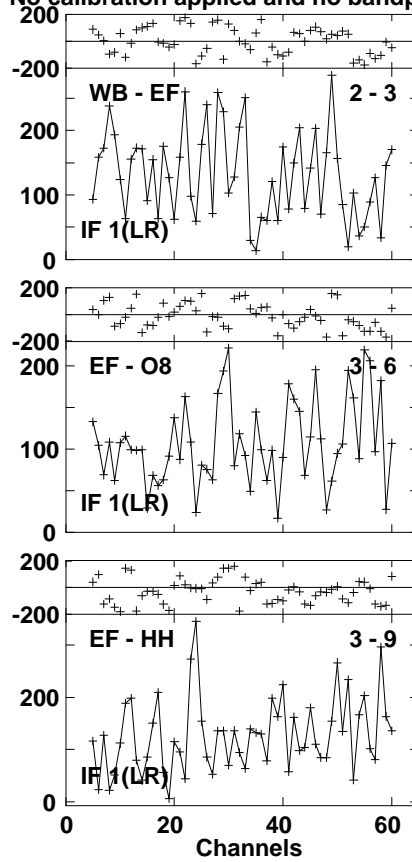 No calibration applied and no bandp
200
-200
WB - EF 2 - 3
200
100
IF 1(LR)
0
200
-200
EF - O8 3 - 6
200
100
IF 1(LR)
0
200
-200
EF - HH 3 - 9
200
IF 1(LR)
0
0 20 40 60
Channels